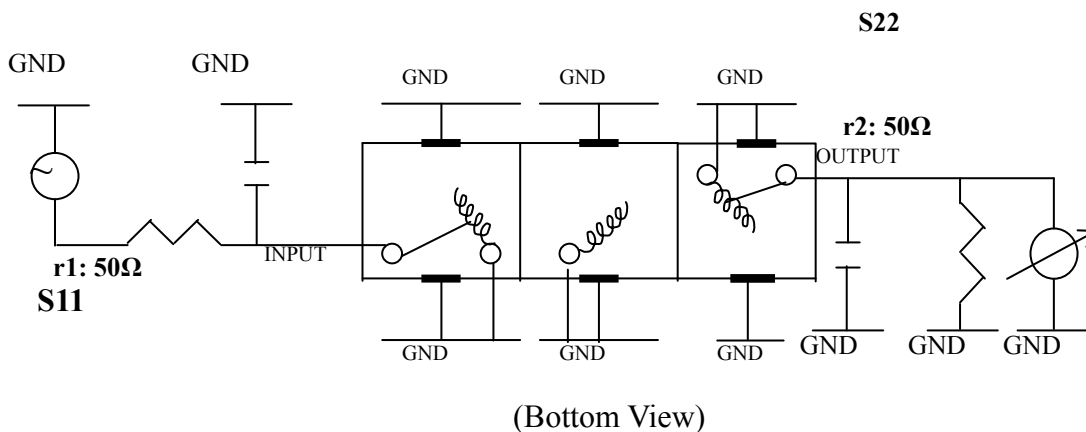 S22
GND
GND
GND
GND
GND
r2: 50Ω
OUTPUT
INPUT
r1: 50Ω
S11
GND
GND
GND
GND
GND
GND
(Bottom View)